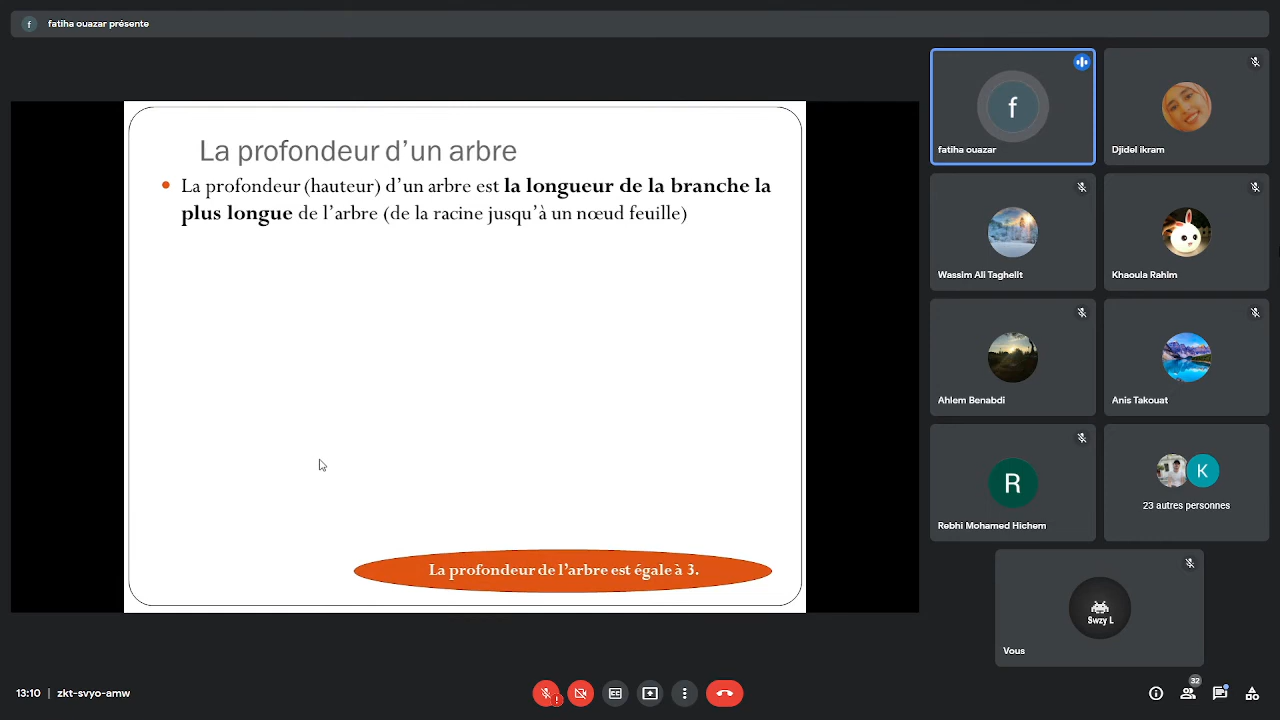 f
fatiha ouazar présente
La profondeur d’un arbre
La profondeur (hauteur) d’un arbre est la longueur de la branche la
plus longue de l’arbre (de la racine jusqu’à un nœud feuille)
La profondeur de l’arbre est égale à 3.
f
fatiha ouazar
Djidel ikram
Wassim Ali Taghelit
Khaoula Rahim
Ahlem Benabdi
Anis Takouat
R
Rebhi Mohamed Hichem
K
23 autres personnes
Swzy L
Vous
13:10
zkt-svyo-amw
32